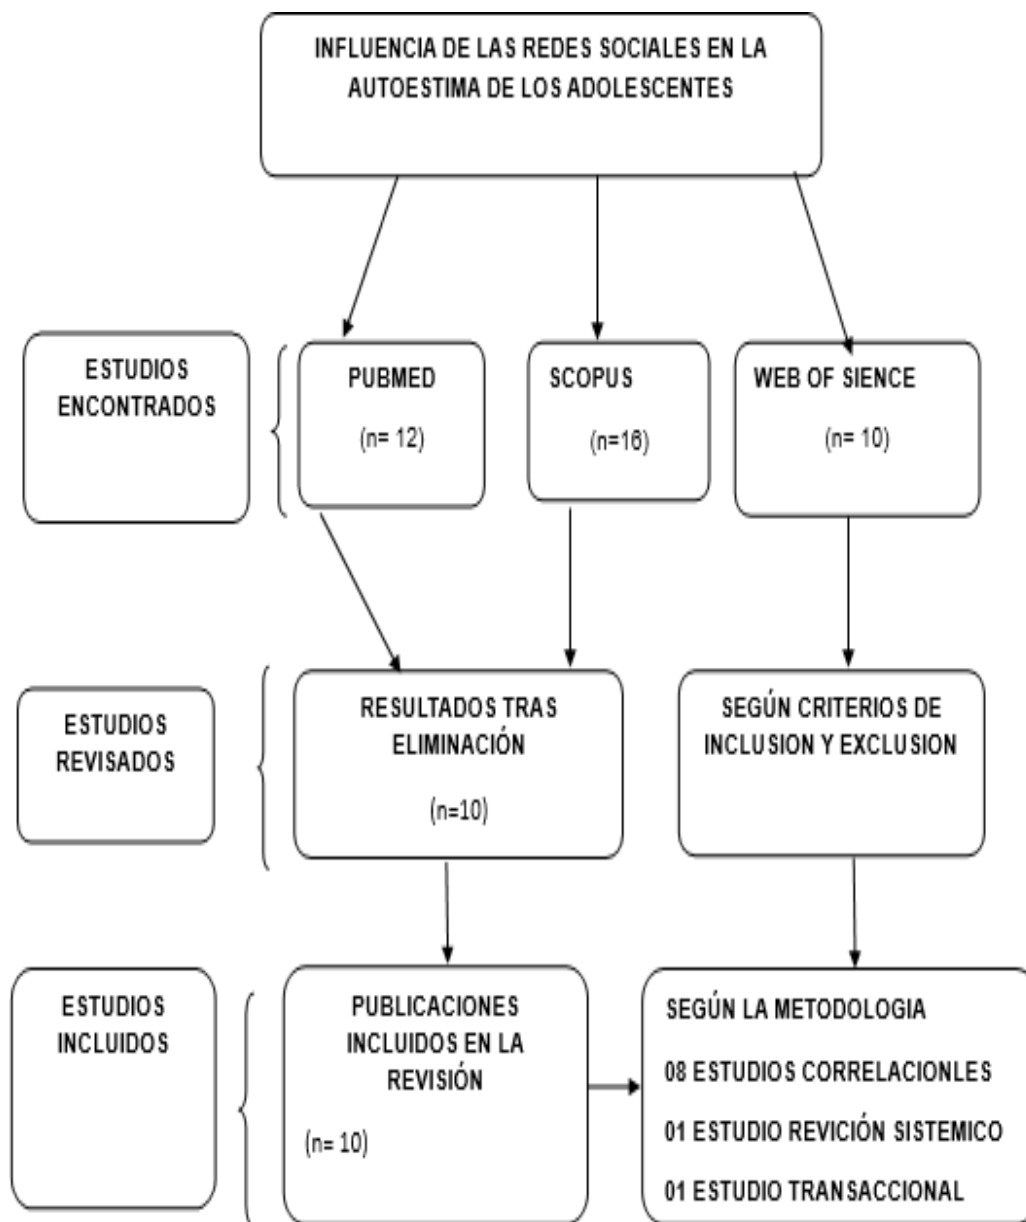 INFLUENCIA DE LAS REDES SOCIALES EN LA
AUTOESTIMA DE LOS ADOLESCENTES
ESTUDIOS
ENCONTRADOS
PUBMED
(n= 12)
SCOPUS
(n=16)
WEB OF SIENCE
(n= 10)
ESTUDIOS
REVISADOS
RESULTADOS TRAS
ELIMINACIÓN
(n=10)
SEGÚN CRITERIOS DE
INCLUSION Y EXCLUSION
ESTUDIOS
INCLUIDOS
PUBLICACIONES
INCLUIDOS EN LA
REVISIÓN
(n= 10)
SEGÚN LA METODOLOGIA
08 ESTUDIOS CORRELACIONLES
01 ESTUDIO REVICIÓN SISTEMICO
01 ESTUDIO TRANSACCIONAL